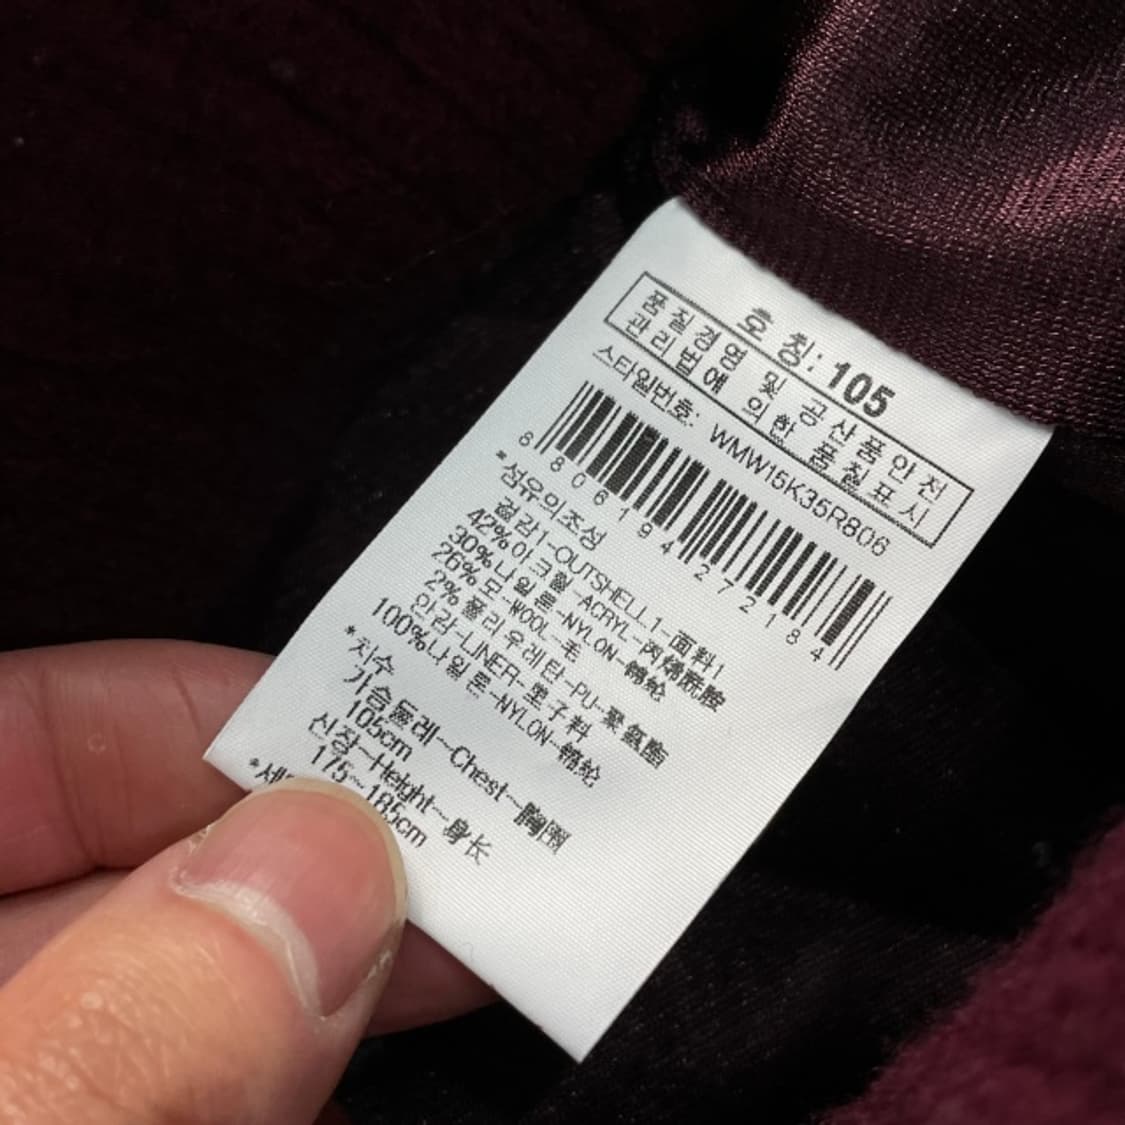 호 칭: 105
품질경영 및 공산품안전
관리법에 의한 품질표시
스타일번호: WMW15K35R806
8 806194 272184
*섬유의조성
겉감1-OUTSHELL1-面料1
42%아크릴-ACRYL-丙烯酰胺
30%나일론-NYLON-锦纶
26%모-WOOL-毛
2%폴리우레탄-PU-聚氨酯
안감-LINER-里子料
100%나일론-NYLON-锦纶
*치수
가슴둘레-Chest-胸围
105cm
신장-Height-身长
175~185cm